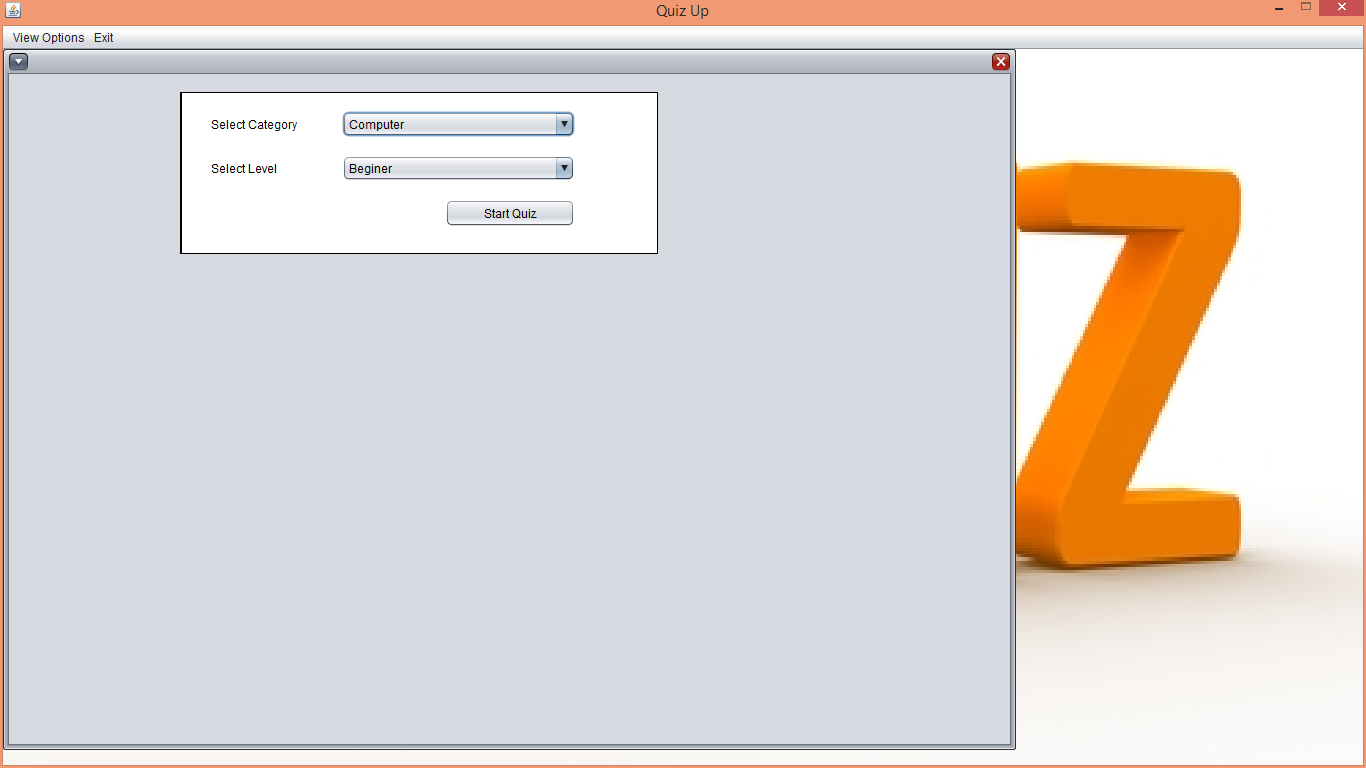 Quiz Up
View Options Exit
Select Category Computer
Select Level Beginer
Start Quiz
Z